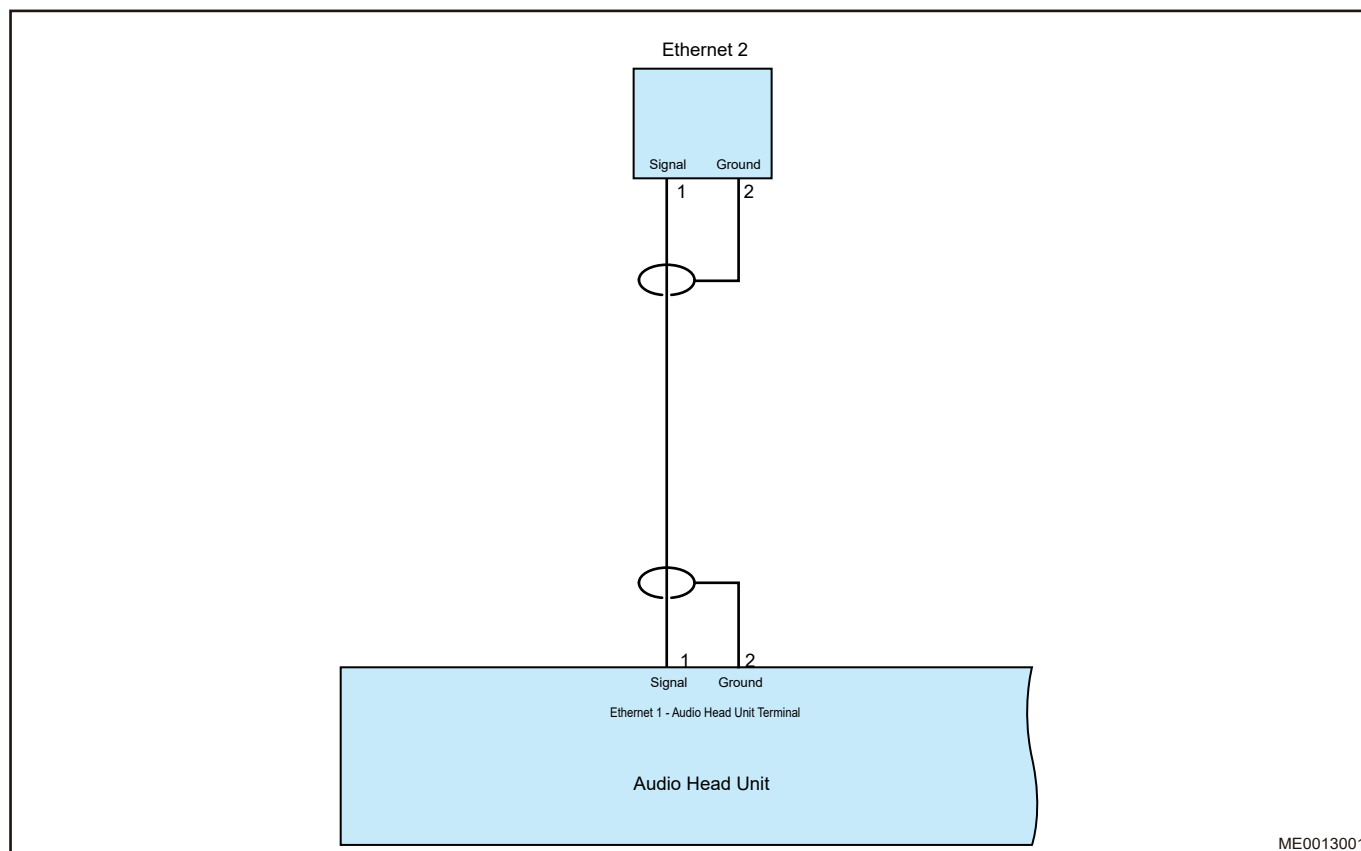 Ethernet 2
Signal Ground
1 2
1 2
Signal Ground
Ethernet 1 - Audio Head Unit Terminal
Audio Head Unit
ME0013001